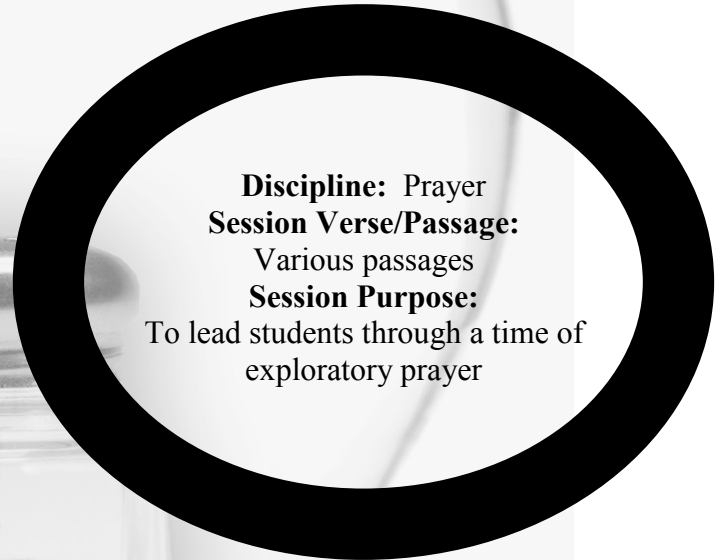 Discipline:  Prayer
Session Verse/Passage:
Various passages
Session Purpose:
To lead students through a time of
exploratory prayer